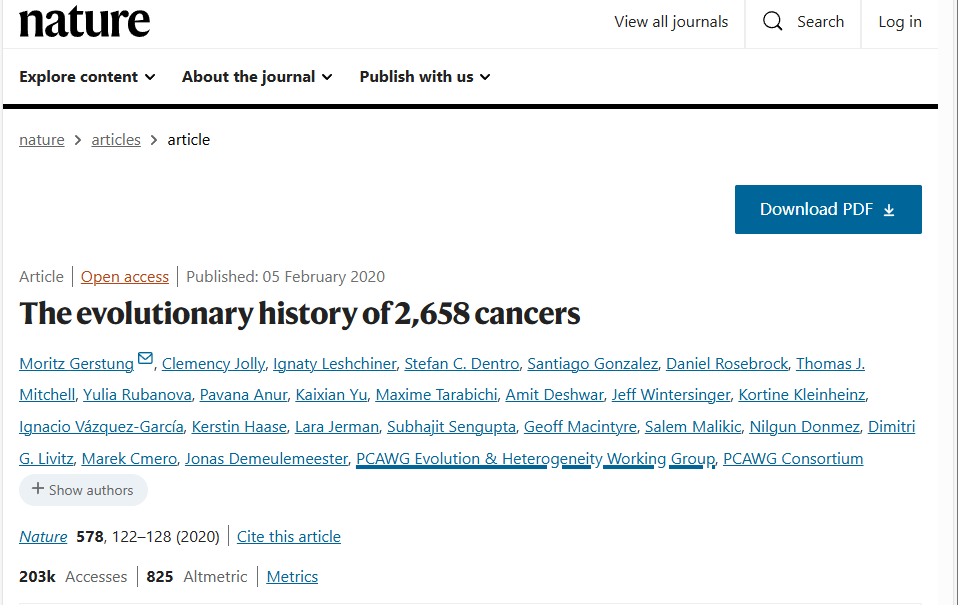 nature
View all journals
Search
Log in
Explore content
About the journal
Publish with us
nature > articles > article
Download PDF
Article | Open access | Published: 05 February 2020
The evolutionary history of 2,658 cancers
Moritz Gerstung, Clemency Jolly, Ignaty Leshchiner, Stefan C. Dentro, Santiago Gonzalez, Daniel Rosebrock, Thomas J.
Mitchell, Yulia Rubanova, Pavana Anur, Kaixian Yu, Maxime Tarabichi, Amit Deshwar, Jeff Wintersinger, Kortine Kleinheinz,
Ignacio Vázquez-García, Kerstin Haase, Lara Jerman, Subhajit Sengupta, Geoff Macintyre, Salem Malikic, Nilgun Donmez, Dimitri
G. Livitz, Marek Cmero, Jonas Demeulemeester, PCAWG Evolution & Heterogeneity Working Group, PCAWG Consortium
+ Show authors
Nature 578, 122–128 (2020) | Cite this article
203k Accesses | 825 Altmetric | Metrics